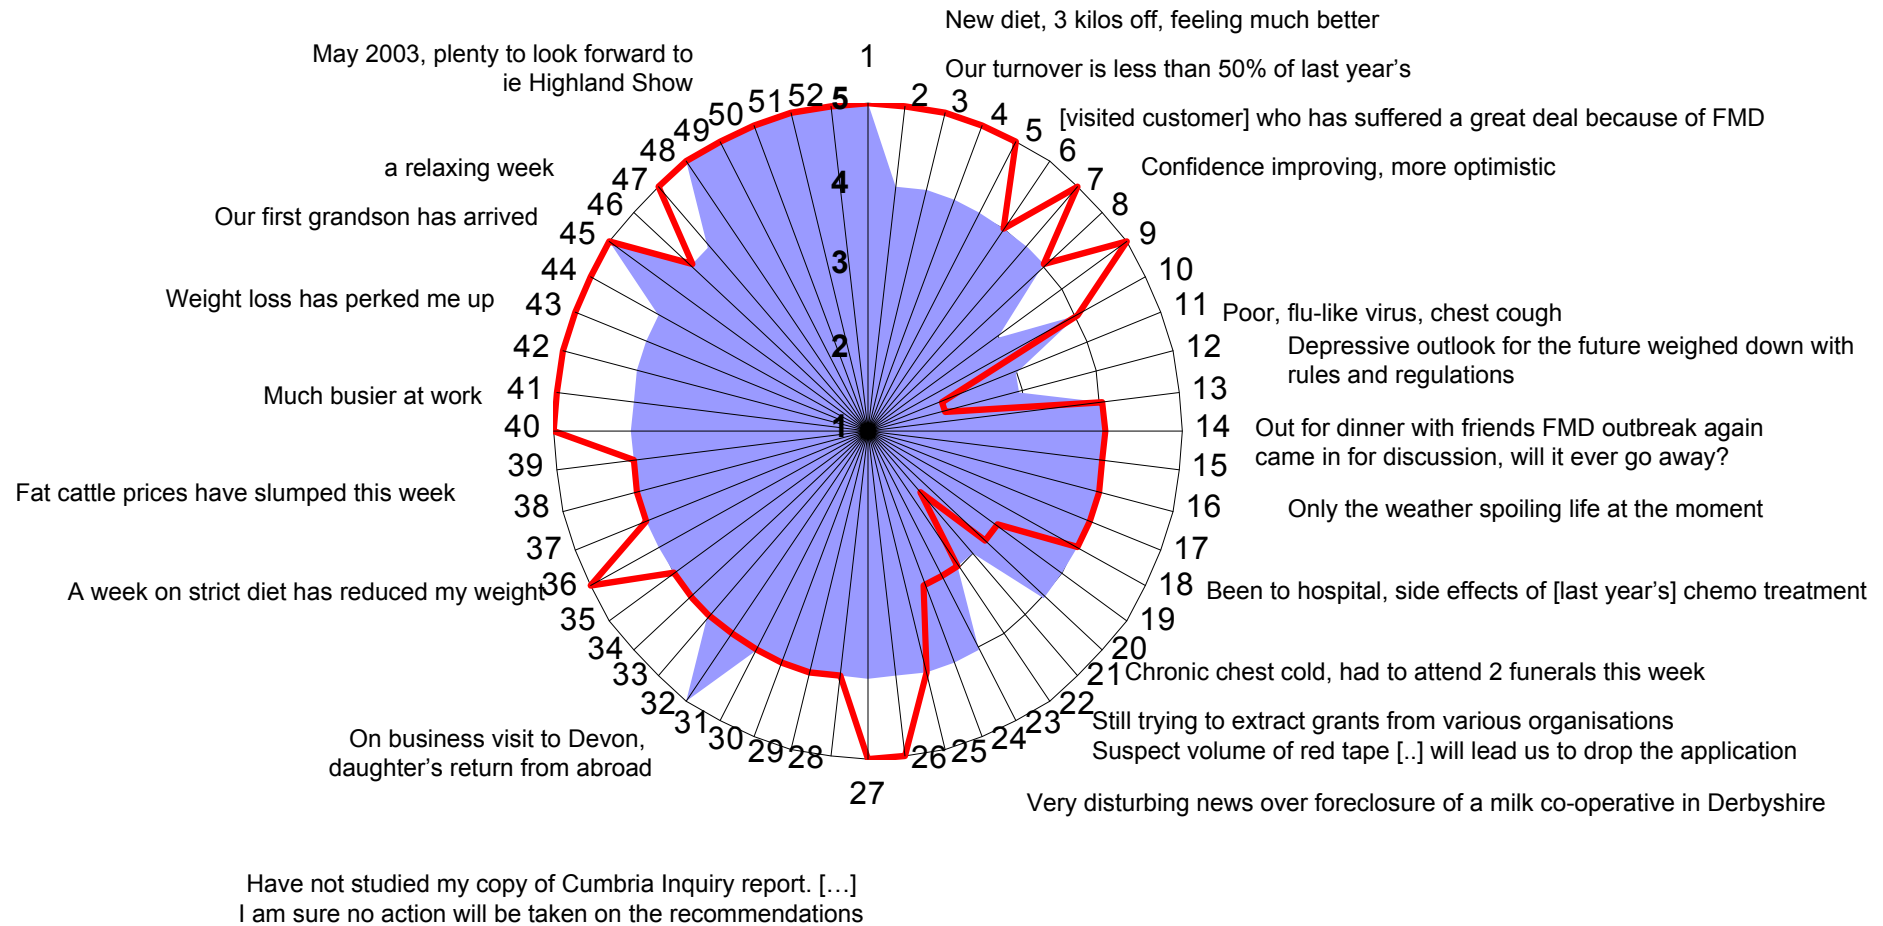 New diet, 3 kilos off, feeling much better
May 2003, plenty to look forward to
ie Highland Show
1
Our turnover is less than 50% of last year's
[visited customer] who has suffered a great deal because of FMD
Confidence improving, more optimistic
2
3
4
5
6
7
8
9
10
11
Poor, flu-like virus, chest cough
12
Depressive outlook for the future weighed down with
rules and regulations
13
14
Out for dinner with friends FMD outbreak again
came in for discussion, will it ever go away?
15
16
Only the weather spoiling life at the moment
17
18
Been to hospital, side effects of [last year's] chemo treatment
19
20
21
Chronic chest cold, had to attend 2 funerals this week
22
Still trying to extract grants from various organisations
Suspect volume of red tape [..] will lead us to drop the application
23
24
25
26
Very disturbing news over foreclosure of a milk co-operative in Derbyshire
27
28
29
30
31
32
On business visit to Devon,
daughter's return from abroad
33
34
35
36
A week on strict diet has reduced my weight
37
38
Fat cattle prices have slumped this week
39
40
41
Much busier at work
42
43
Weight loss has perked me up
44
45
Our first grandson has arrived
46
47
a relaxing week
48
49
50
51
52
5
4
3
2
1
Have not studied my copy of Cumbria Inquiry report. […]
I am sure no action will be taken on the recommendations